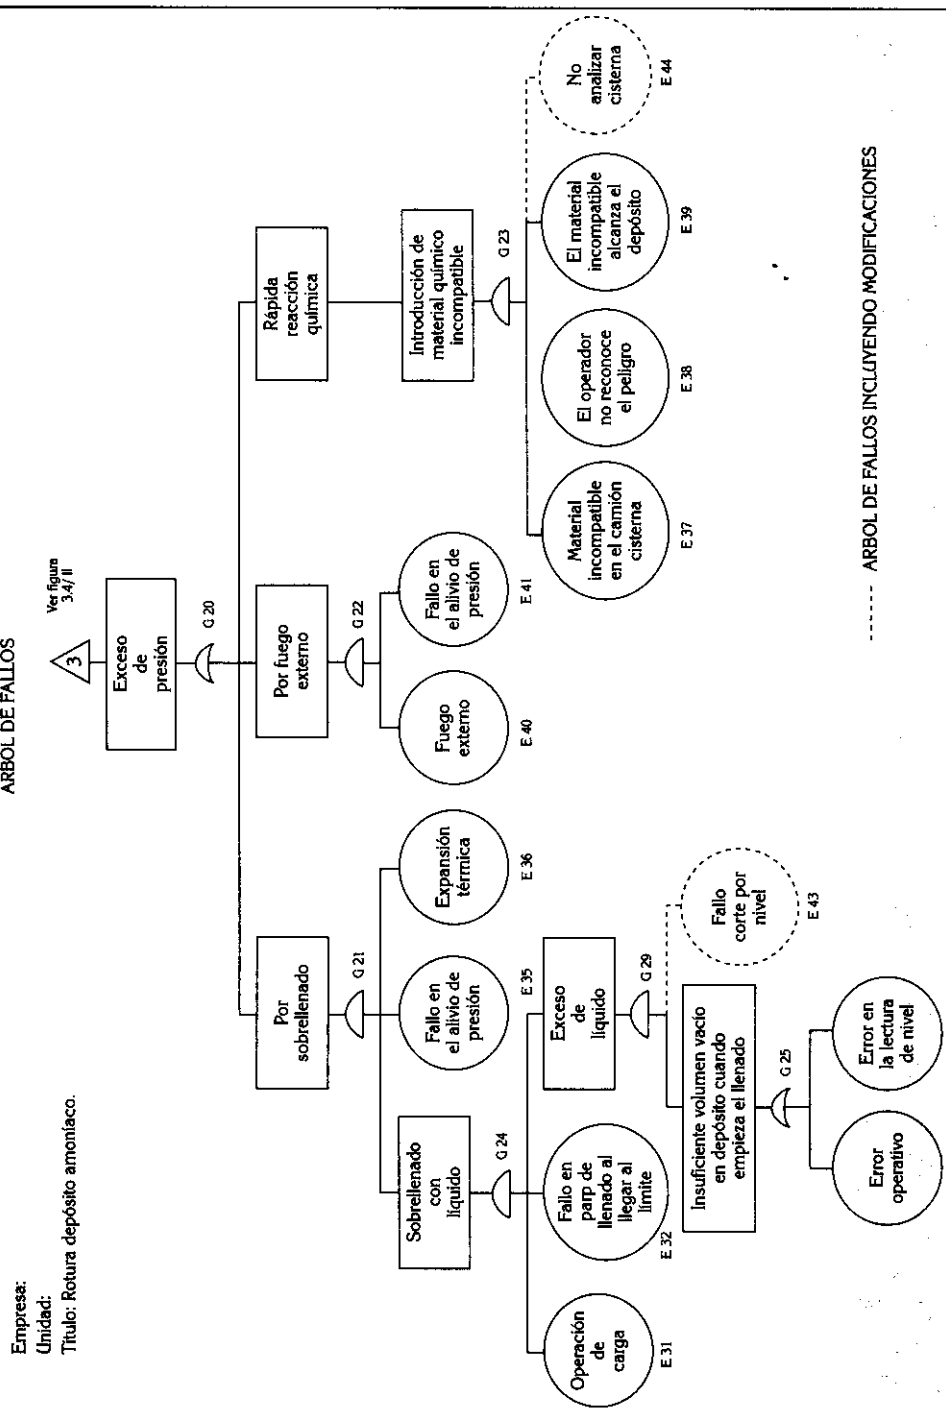 ARBOL DE FALLOS
Empresa:
Unidad:
Título: Rotura depósito amoníaco.
Ver figura
3.4/ II
3
Exceso
de
presión
G 20
Por
sobrellenado
G 21
Por fuego
externo
G 22
Rápida
reacción
química
Introducción de
material químico
incompatible
G 23
Sobrellenado
con
líquido
G 24
Fallo en
el alivio de
presión
E 35
Expansión
térmica
E 36
Fuego
externo
E 40
Fallo en
el alivio de
presión
E 41
Material
incompatible
en el camión
cisterna
E 37
El operador
no reconoce
el peligro
E 38
El material
incompatible
alcanza el
depósito
E 39
No
analizar
cisterna
E 44
Operación
de
carga
E 31
Fallo en
parp de
llenado al
llegar al
límite
E 32
Exceso
de
líquido
G 29
Insuficiente volumen vacío
en depósito cuando
empieza el llenado
G 25
Fallo
corte por
nivel
E 43
Error
operativo
Error en
la lectura
de nivel
------ ARBOL DE FALLOS INCLUYENDO MODIFICACIONES